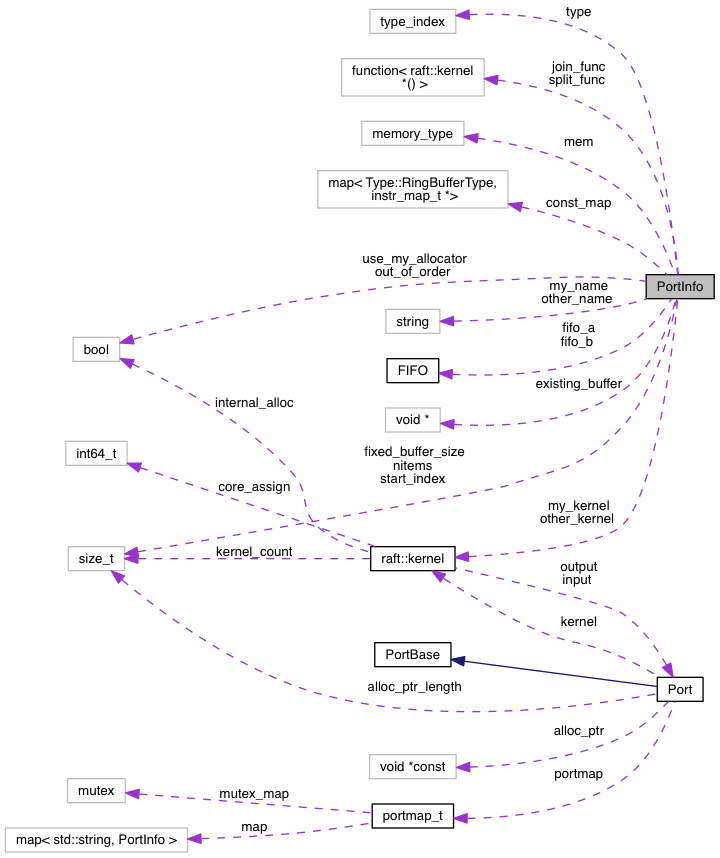 type
type_index
join_func
split_func
function< raft::kernel
*() >
mem
memory_type
map< Type::RingBufferType,
instr_map_t *>
const_map
use_my_allocator
out_of_order
PortInfo
my_name
other_name
string
fifo_a
fifo_b
bool
FIFO
existing_buffer
internal_alloc
void *
int64_t
fixed_buffer_size
nitems
start_index
core_assign
my_kernel
other_kernel
size_t
kernel_count
raft::kernel
output
input
kernel
PortBase
alloc_ptr_length
Port
alloc_ptr
void *const
portmap
mutex
mutex_map
portmap_t
map
map< std::string, PortInfo >